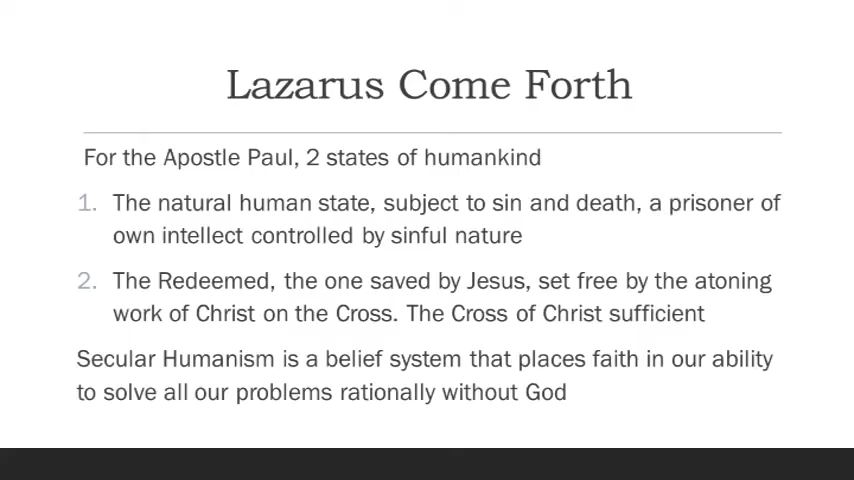 Lazarus Come Forth
For the Apostle Paul, 2 states of humankind
1. The natural human state, subject to sin and death, a prisoner of
own intellect controlled by sinful nature
2. The Redeemed, the one saved by Jesus, set free by the atoning
work of Christ on the Cross. The Cross of Christ sufficient
Secular Humanism is a belief system that places faith in our ability
to solve all our problems rationally without God